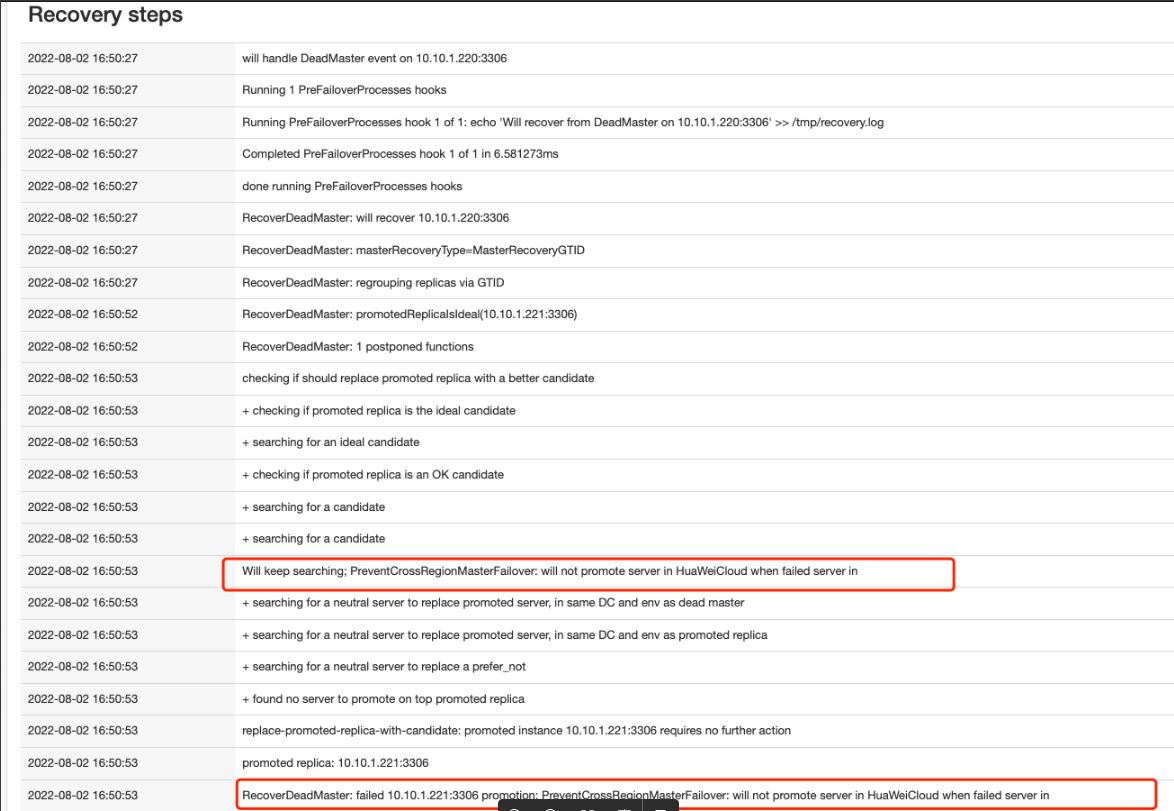 Recovery steps
2022-08-02 16:50:27 will handle DeadMaster event on 10.10.1.220:3306
2022-08-02 16:50:27 Running 1 PreFailoverProcesses hooks
2022-08-02 16:50:27 Running PreFailoverProcesses hook 1 of 1: echo 'Will recover from DeadMaster on 10.10.1.220:3306' >> /tmp/recovery.log
2022-08-02 16:50:27 Completed PreFailoverProcesses hook 1 of 1 in 6.581273ms
2022-08-02 16:50:27 done running PreFailoverProcesses hooks
2022-08-02 16:50:27 RecoverDeadMaster: will recover 10.10.1.220:3306
2022-08-02 16:50:27 RecoverDeadMaster: masterRecoveryType=MasterRecoveryGTID
2022-08-02 16:50:27 RecoverDeadMaster: regrouping replicas via GTID
2022-08-02 16:50:52 RecoverDeadMaster: promotedReplicaIsIdeal(10.10.1.221:3306)
2022-08-02 16:50:52 RecoverDeadMaster: 1 postponed functions
2022-08-02 16:50:53 checking if should replace promoted replica with a better candidate
2022-08-02 16:50:53 + checking if promoted replica is the ideal candidate
2022-08-02 16:50:53 + searching for an ideal candidate
2022-08-02 16:50:53 + checking if promoted replica is an OK candidate
2022-08-02 16:50:53 + searching for a candidate
2022-08-02 16:50:53 + searching for a candidate
2022-08-02 16:50:53 Will keep searching; PreventCrossRegionMasterFailover: will not promote server in HuaWeiCloud when failed server in
2022-08-02 16:50:53 + searching for a neutral server to replace promoted server, in same DC and env as dead master
2022-08-02 16:50:53 + searching for a neutral server to replace promoted server, in same DC and env as promoted replica
2022-08-02 16:50:53 + searching for a neutral server to replace a prefer_not
2022-08-02 16:50:53 + found no server to promote on top promoted replica
2022-08-02 16:50:53 replace-promoted-replica-with-candidate: promoted instance 10.10.1.221:3306 requires no further action
2022-08-02 16:50:53 promoted replica: 10.10.1.221:3306
2022-08-02 16:50:53 RecoverDeadMaster: failed 10.10.1.221:3306 promotion; PreventCrossRegionMasterFailover: will not promote server in HuaWeiCloud when failed server in